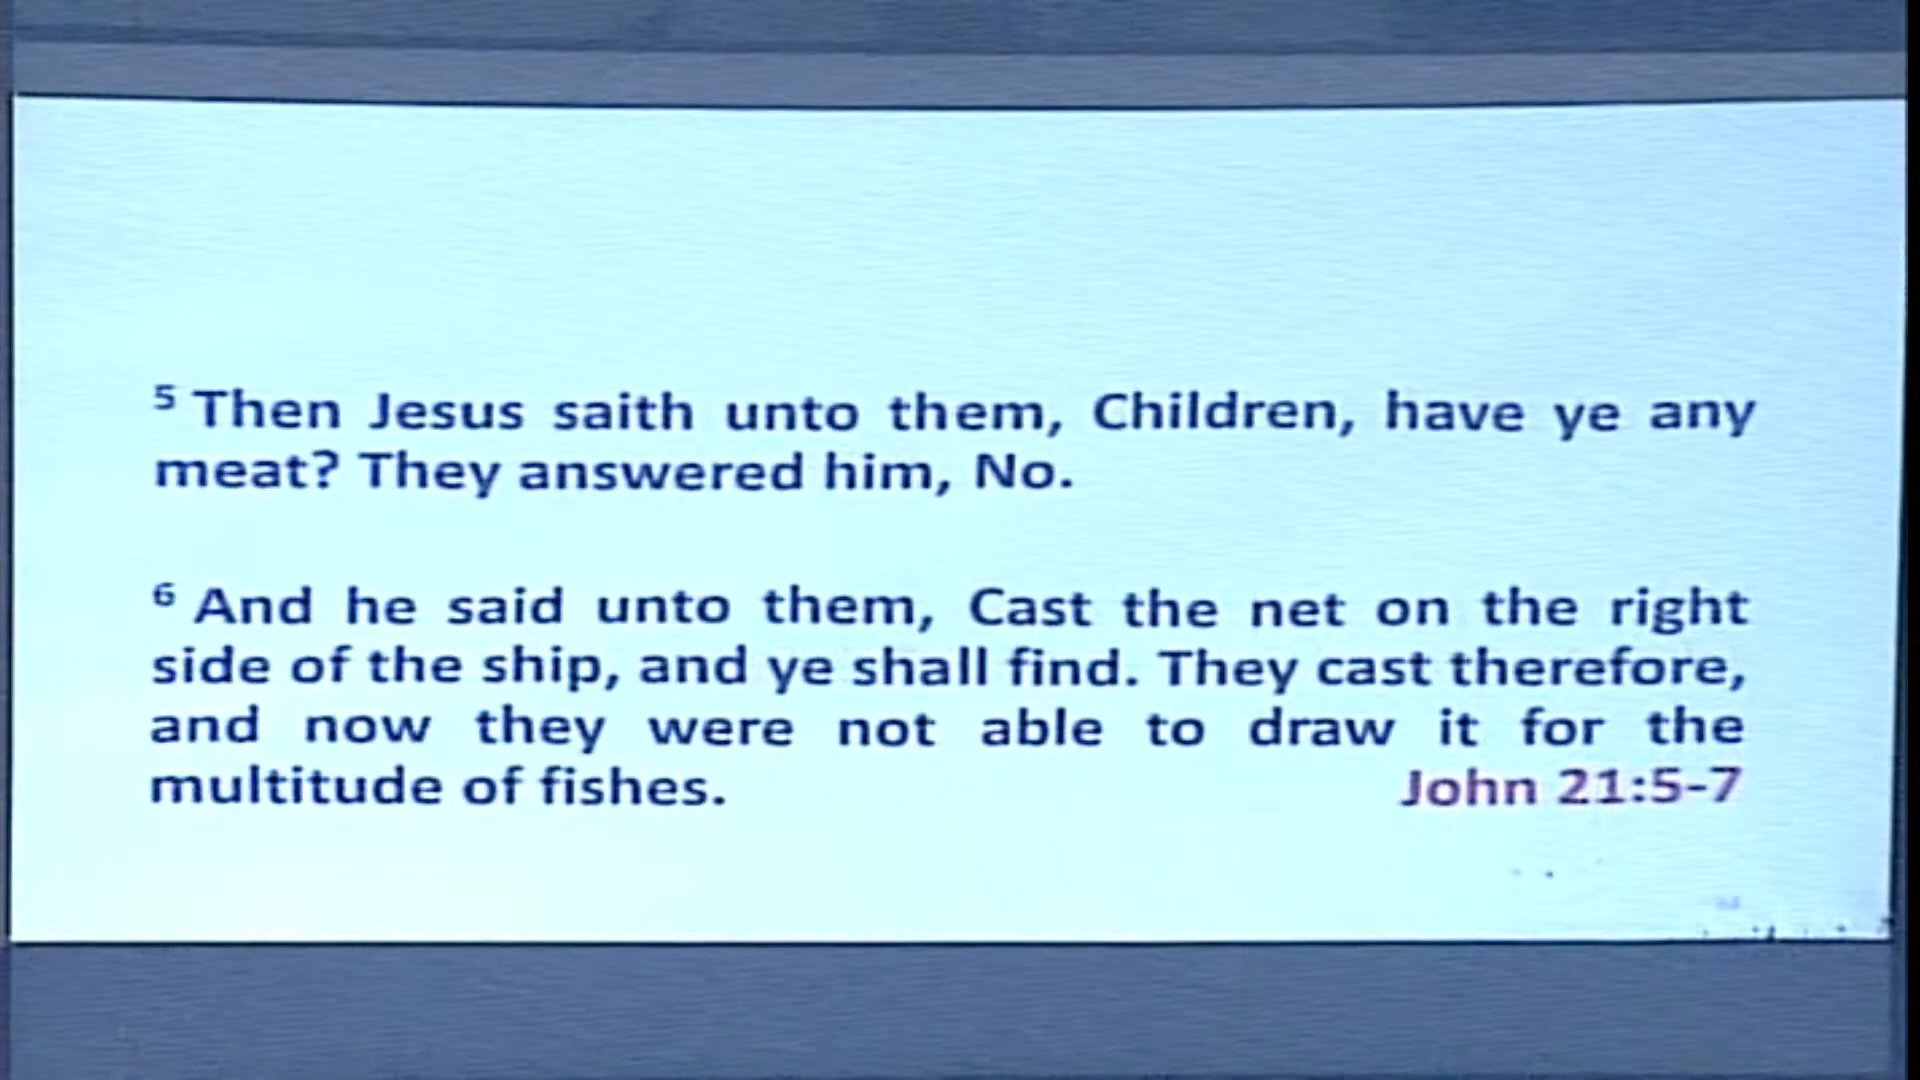 5 Then Jesus saith unto them, Children, have ye any
meat? They answered him, No.
6 And he said unto them, Cast the net on the right
side of the ship, and ye shall find. They cast therefore,
and now they were not able to draw it for the
multitude of fishes. John 21:5-7